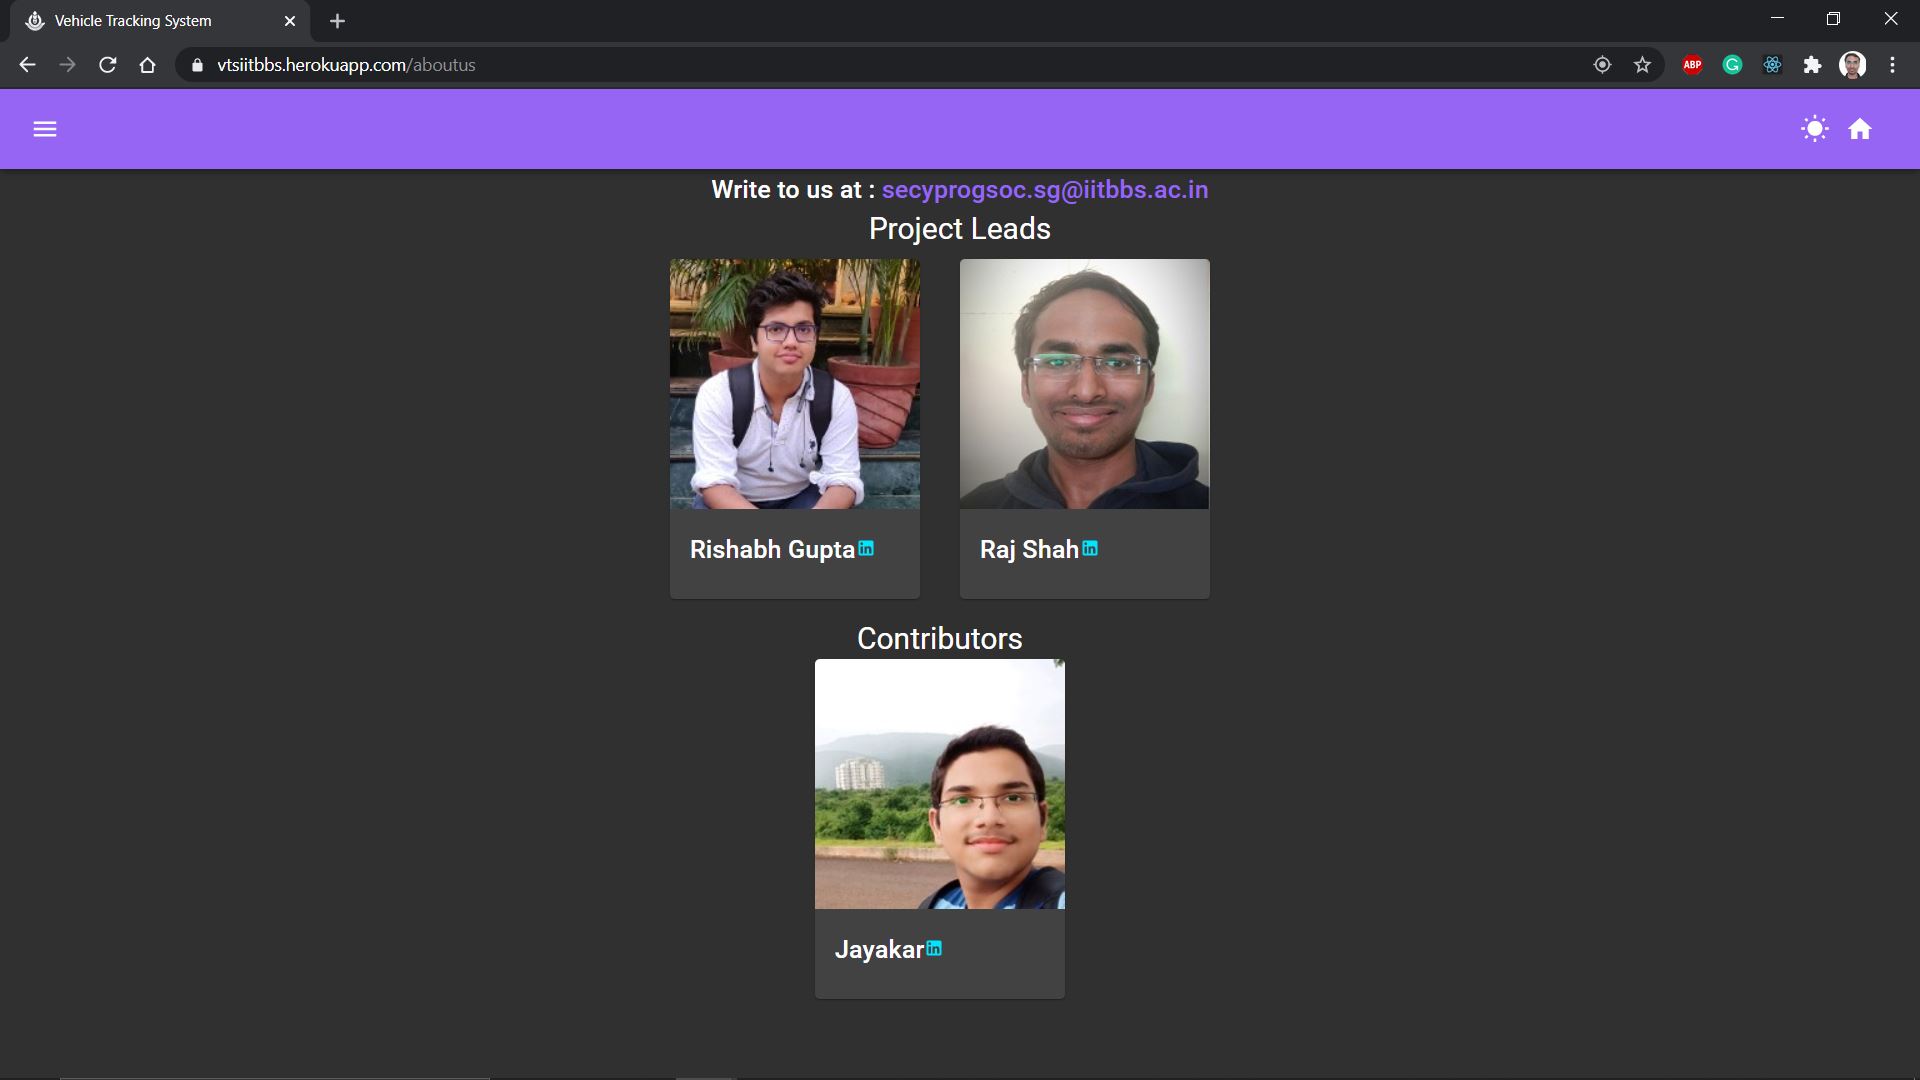 Vehicle Tracking System
vtsiitbbs.herokuapp.com/aboutus
ABP
Write to us at : secyprogsoc.sg@iitbbs.ac.in
Project Leads
Rishabh Gupta
in
Raj Shah
in
Contributors
Jayakar
in